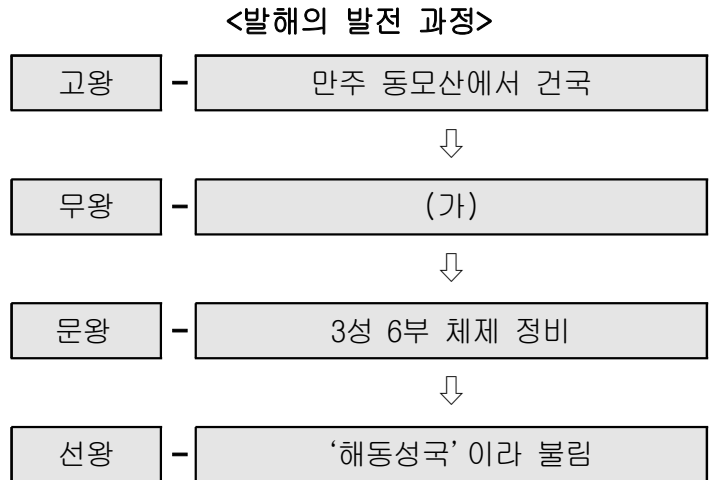 <발해의 발전 과정>
고왕 - 만주 동모산에서 건국
⇩
무왕 - (가)
⇩
문왕 - 3성 6부 체제 정비
⇩
선왕 - ‘해동성국’이라 불림